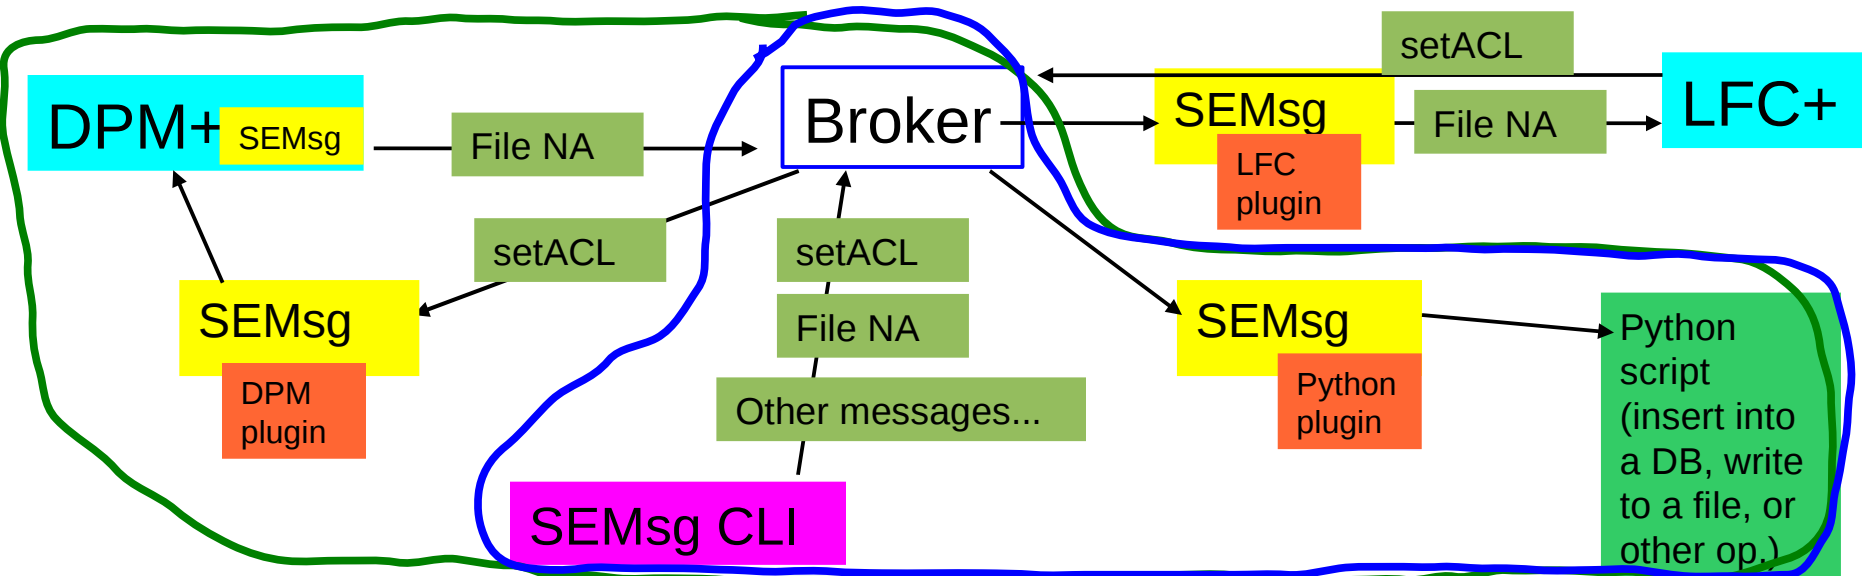 setACL
DPM+
SEMsg
File NA
Broker
SEMsg
LFC
plugin
File NA
LFC+
setACL
setACL
SEMsg
DPM
plugin
File NA
Other messages...
SEMsg
Python
plugin
Python
script
(insert into
a DB, write
to a file, or
other op.)
SEMsg CLI